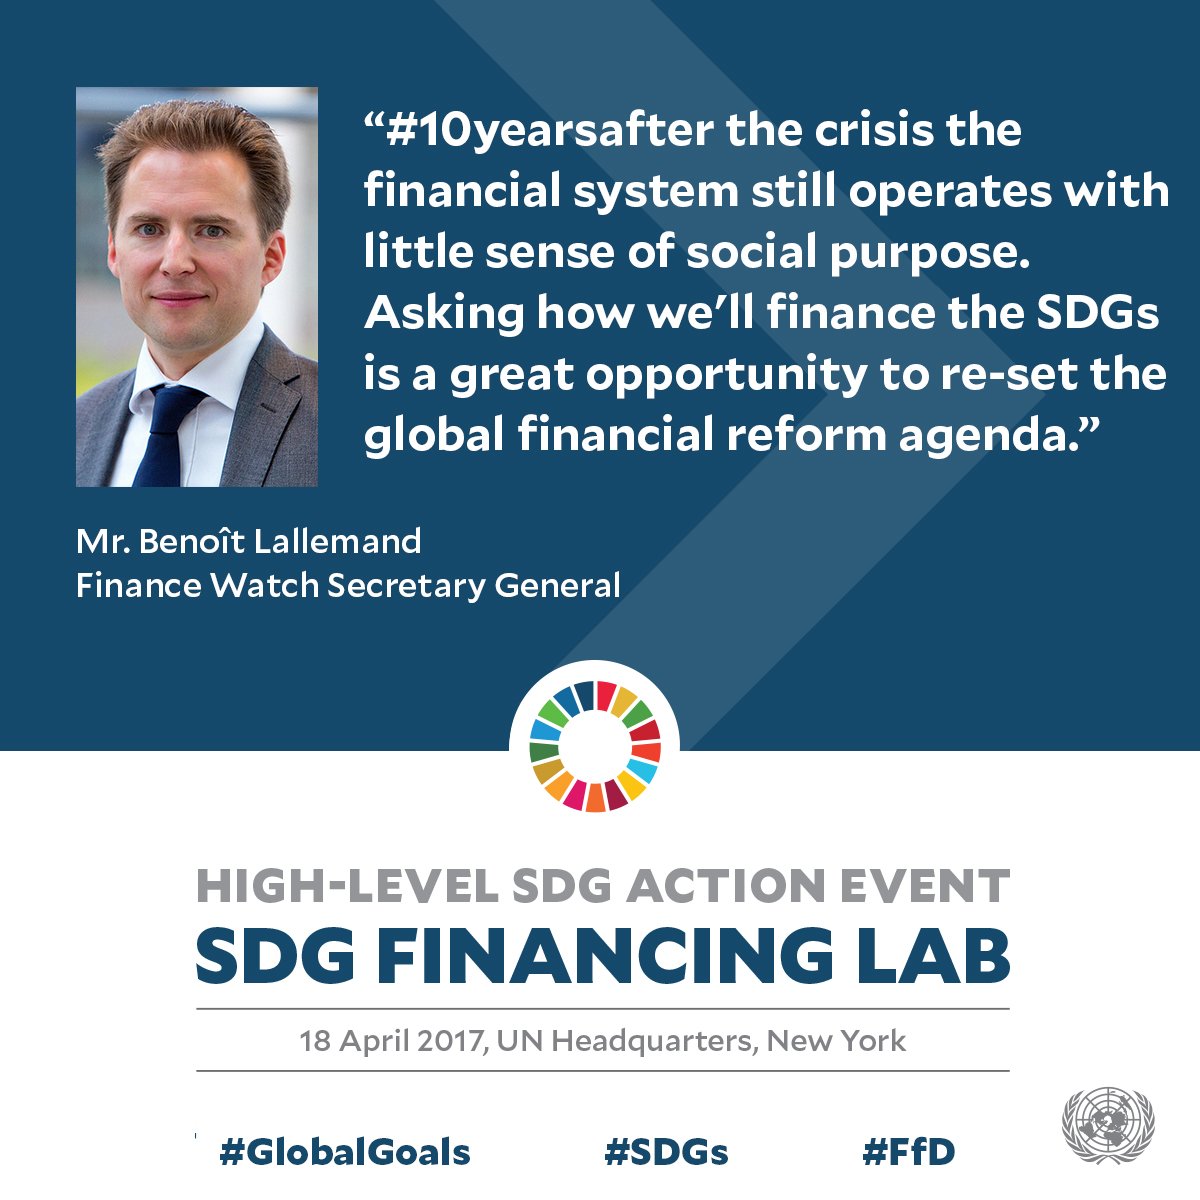 “#10yearsafter the crisis the
financial system still operates with
little sense of social purpose.
Asking how we’ll finance the SDGs
is a great opportunity to re-set the
global financial reform agenda.”
Mr. Benoît Lallemand
Finance Watch Secretary General
HIGH-LEVEL SDG ACTION EVENT
SDG FINANCING LAB
18 April 2017, UN Headquarters, New York
#GlobalGoals #SDGs #FfD